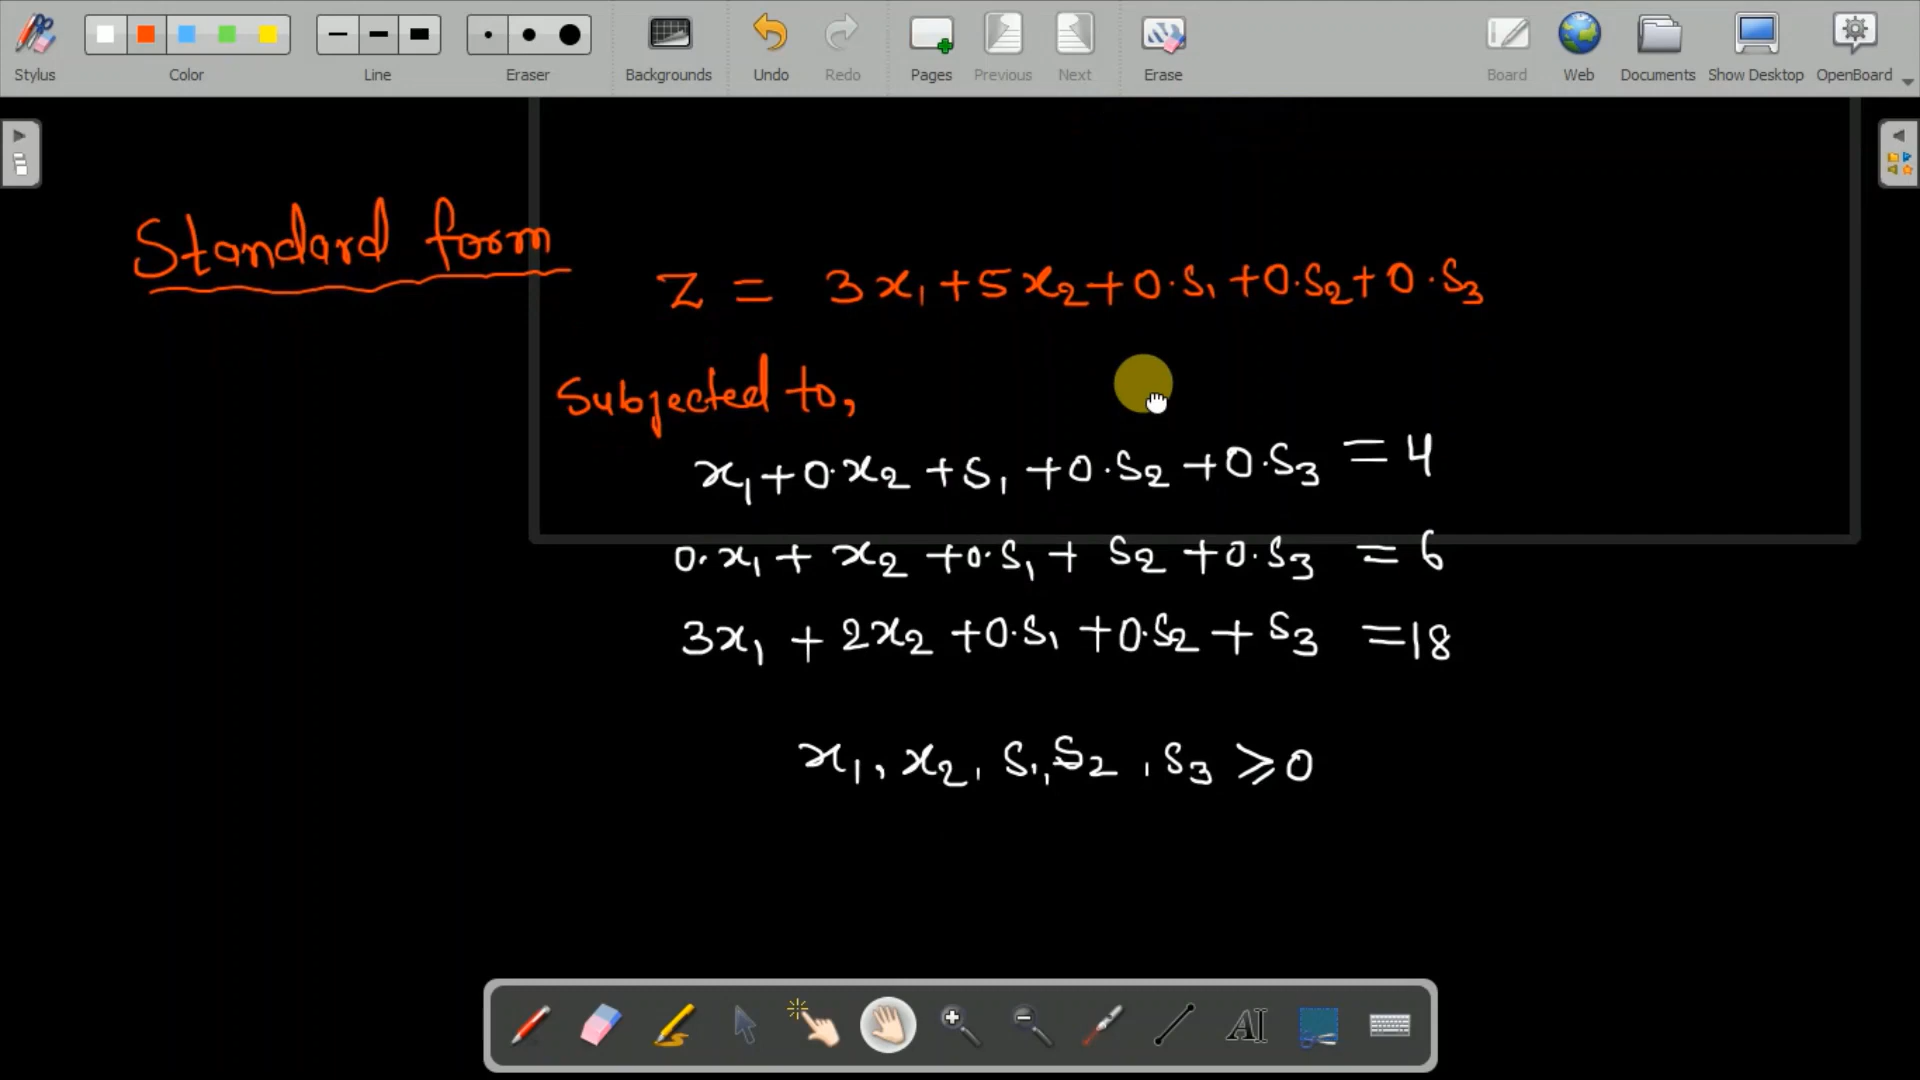 Stylus Color Line Eraser Backgrounds Undo Redo Pages Previous Next Erase Board Web Documents Show Desktop OpenBoard
Standard form
Z = 3x₁+5x₂+0·S₁+0·S₂+0·S₃
Subjected to,
x₁+0·x₂+S₁+0·S₂+0·S₃ = 4
0·x₁+x₂+0·S₁+S₂+0·S₃ = 6
3x₁+2x₂+0·S₁+0·S₂+S₃ =18
x₁, x₂, S₁, S₂, S₃ ⩾0
AI